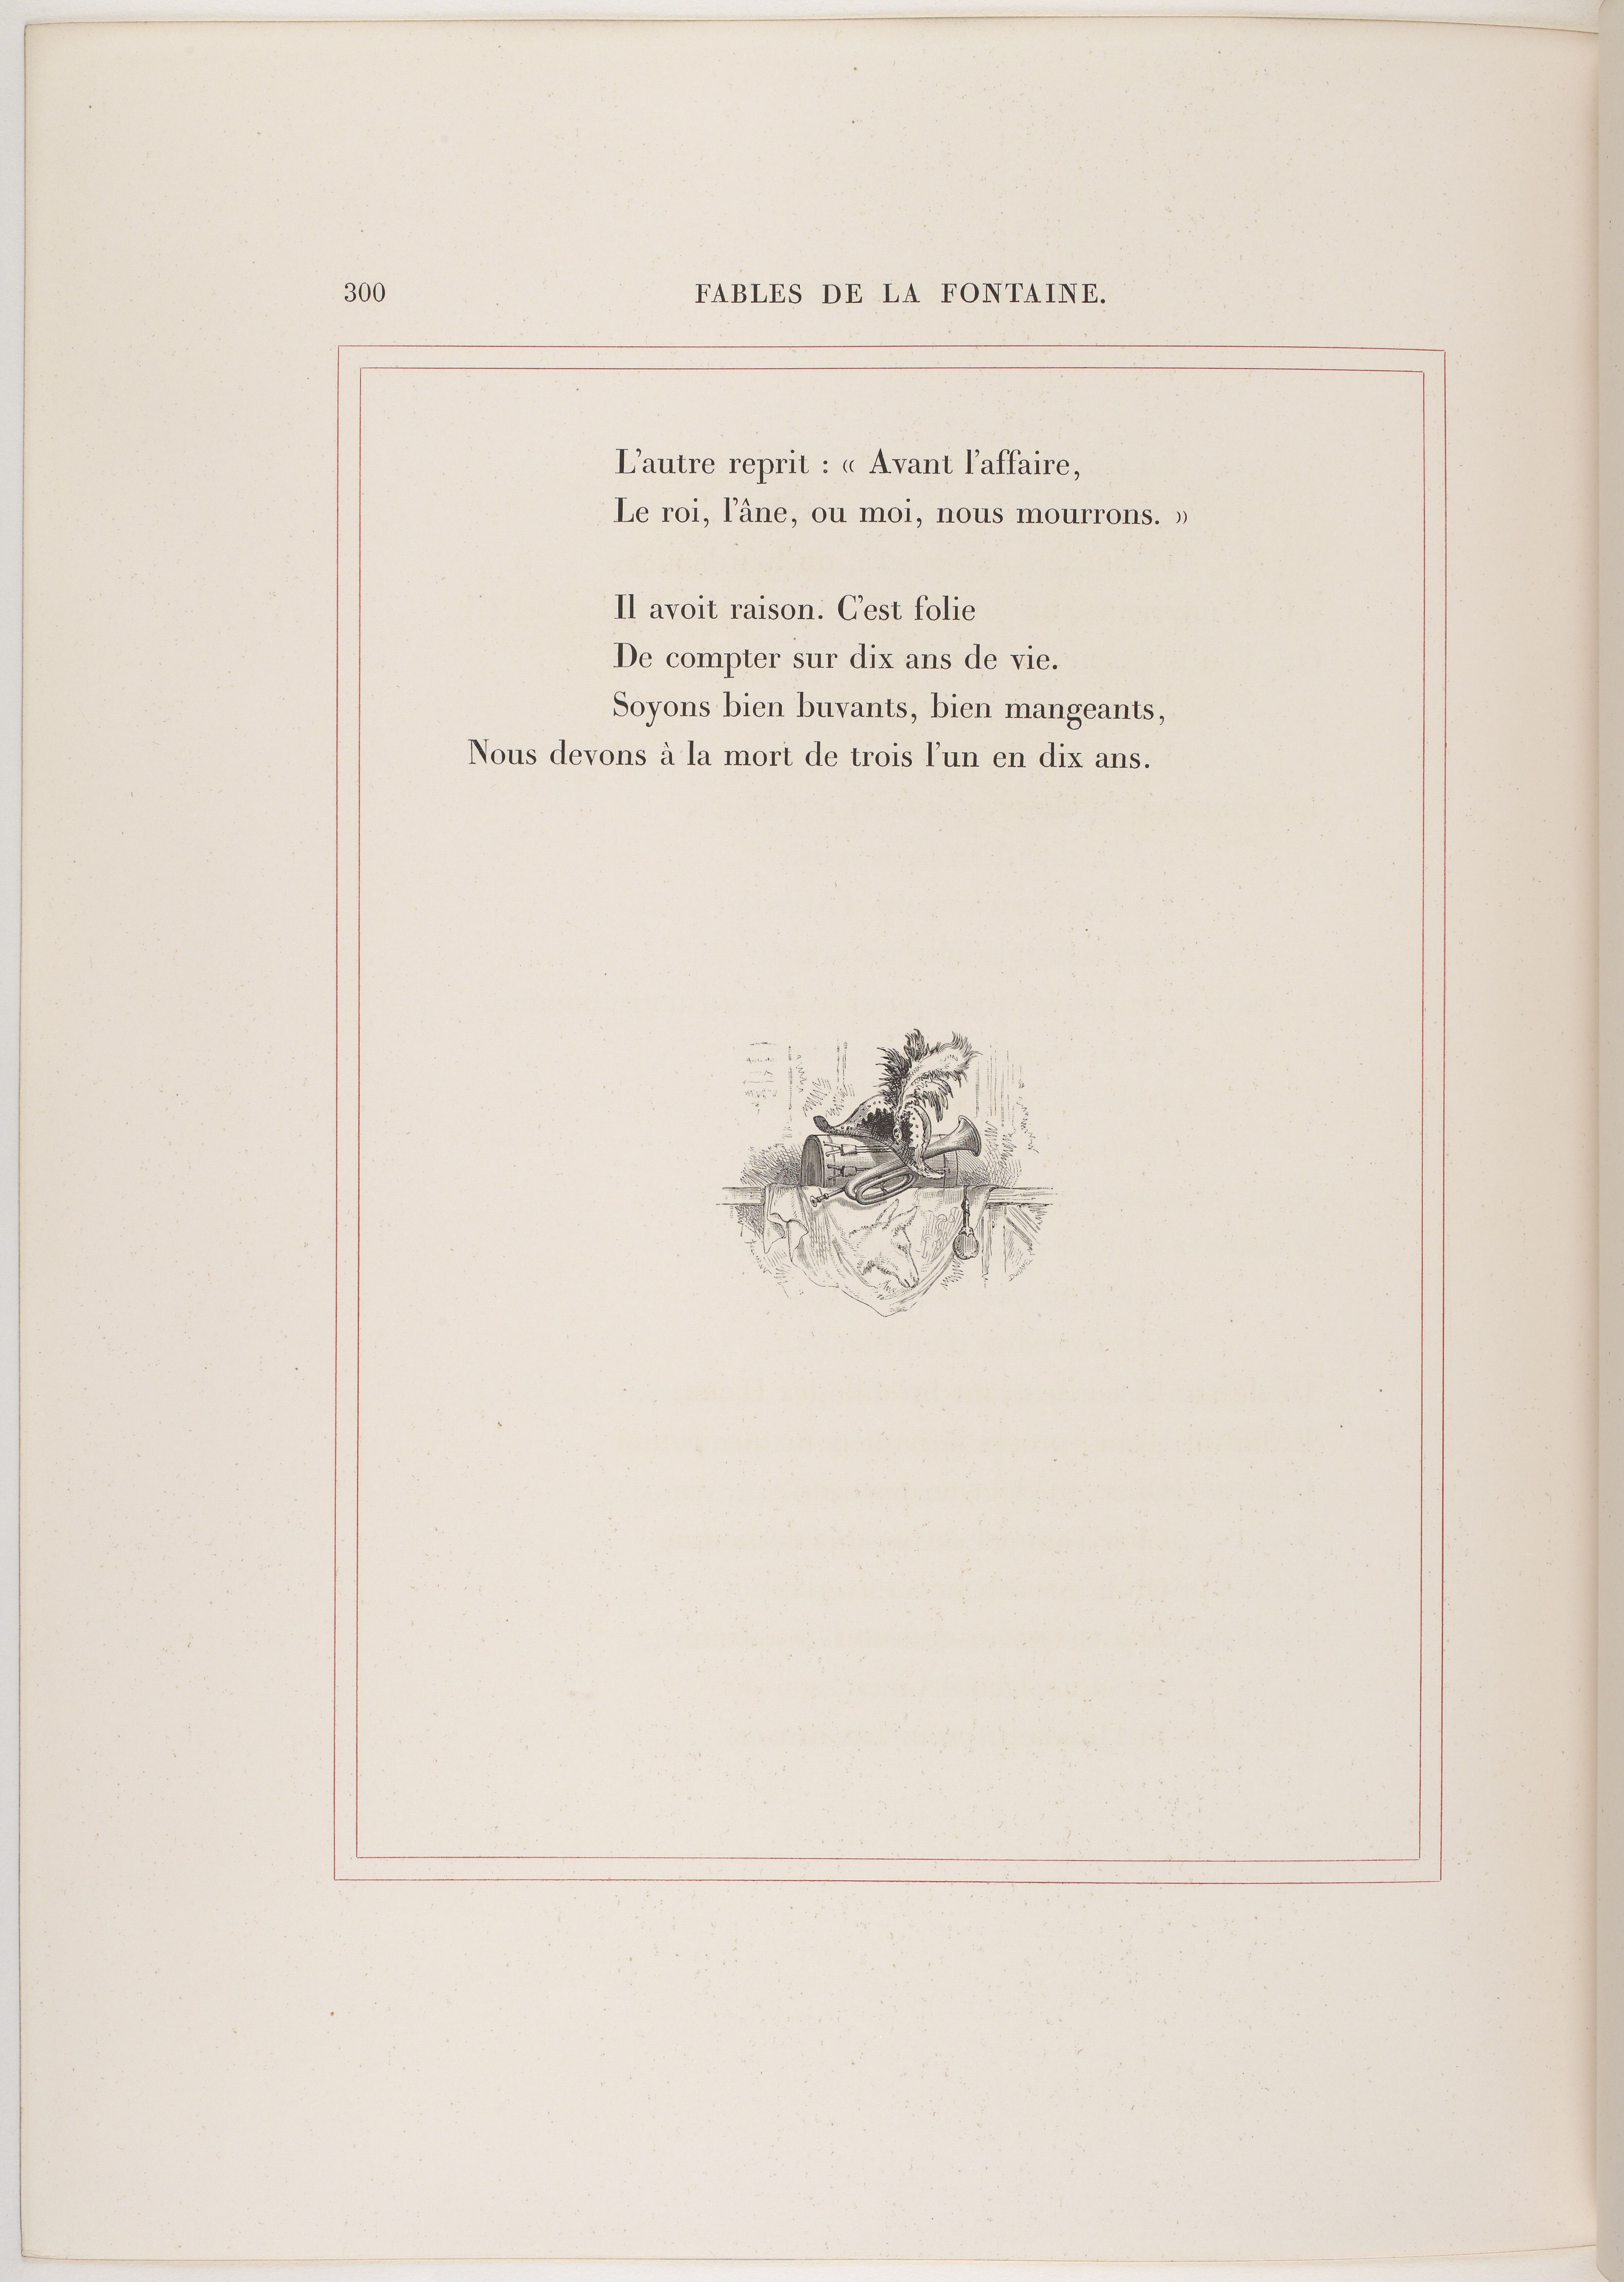 300
FABLES DE LA FONTAINE.
L'autre reprit : « Avant l'affaire,
Le roi, l'âne, ou moi, nous mourrons. »
Il avoit raison. C'est folie
De compter sur dix ans de vie.
Soyons bien buvants, bien mangeants,
Nous devons à la mort de trois l'un en dix ans.